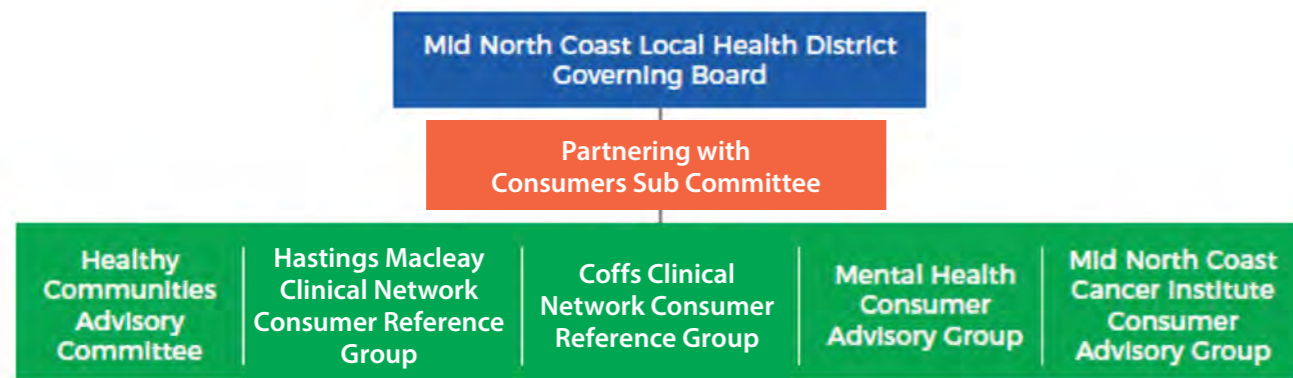 Mid North Coast Local Health District
Governing Board
Partnering with
Consumers Sub Committee
Healthy
Communities
Advisory
Committee
Hastings Macleay
Clinical Network
Consumer Reference
Group
Coffs Clinical
Network Consumer
Reference Group
Mental Health
Consumer
Advisory Group
Mid North Coast
Cancer Institute
Consumer
Advisory Group